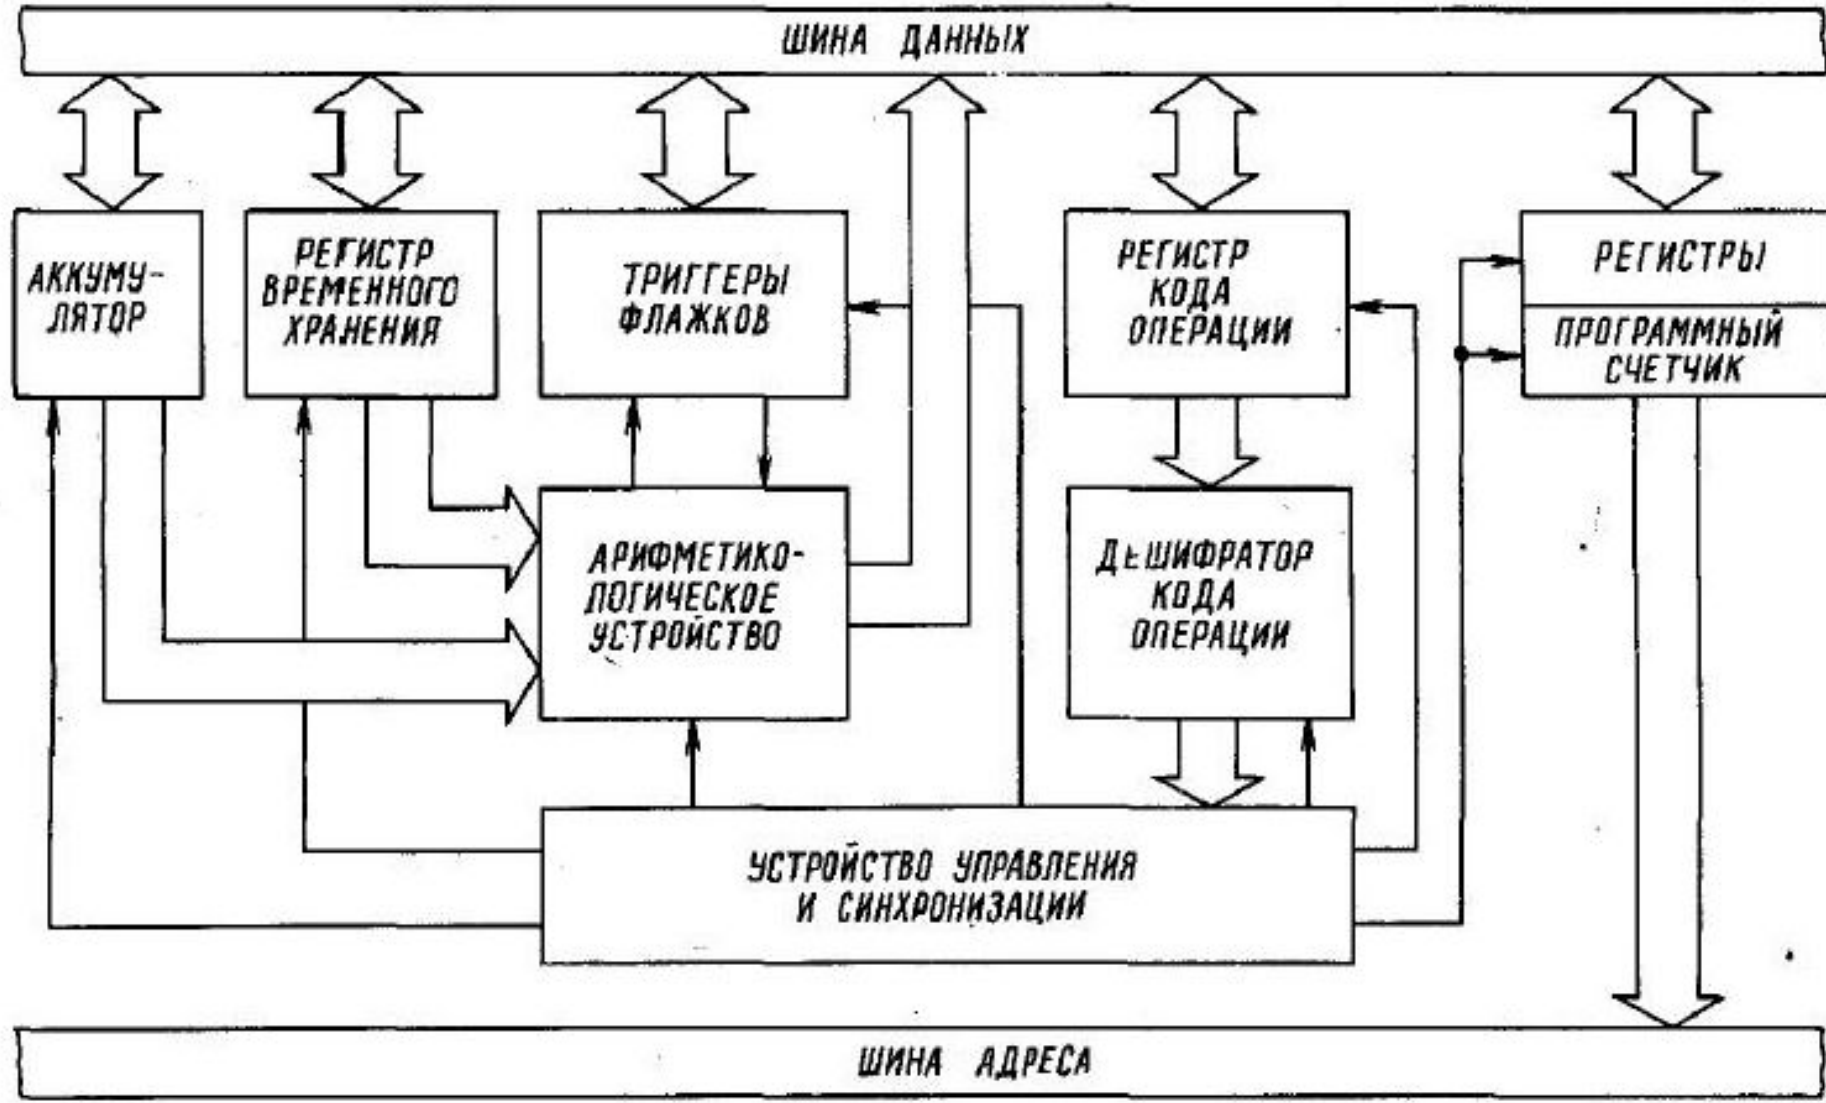 ШИНА ДАННЫХ
АККУМУ-
ЛЯТОР
РЕГИСТР
ВРЕМЕННОГО
ХРАНЕНИЯ
ТРИГГЕРЫ
ФЛАЖКОВ
РЕГИСТР
КОДА
ОПЕРАЦИИ
РЕГИСТРЫ
ПРОГРАММНЫЙ
СЧЕТЧИК
АРИФМЕТИКО-
ЛОГИЧЕСКОЕ
УСТРОЙСТВО
ДЕШИФРАТОР
КОДА
ОПЕРАЦИИ
УСТРОЙСТВО УПРАВЛЕНИЯ
И СИНХРОНИЗАЦИИ
ШИНА АДРЕСА